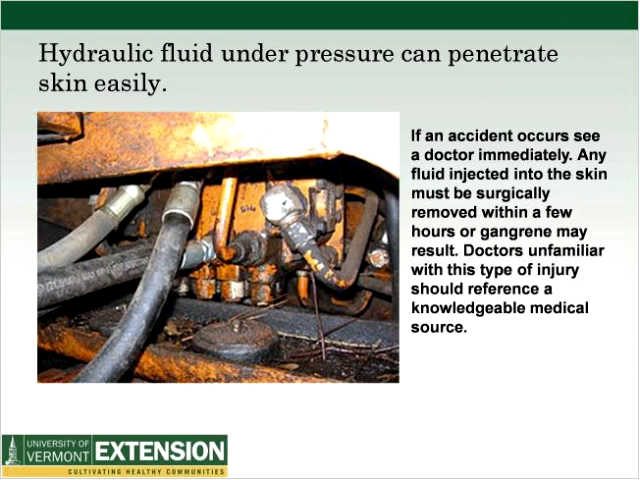 Hydraulic fluid under pressure can penetrate
skin easily.
If an accident occurs see
a doctor immediately. Any
fluid injected into the skin
must be surgically
removed within a few
hours or gangrene may
result. Doctors unfamiliar
with this type of injury
should reference a
knowledgeable medical
source.
UNIVERSITY OF
VERMONT
EXTENSION
CULTIVATING HEALTHY COMMUNITIES